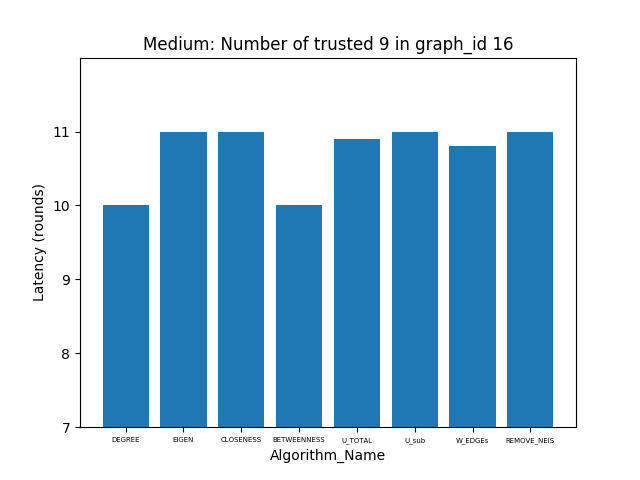 Medium: Number of trusted 9 in graph_id 16
Latency (rounds)
11
10
9
8
7
DEGREE EIGEN CLOSENESS BETWEENNESS U_TOTAL U_sub W_EDGEs REMOVE_NEIS
Algorithm_Name